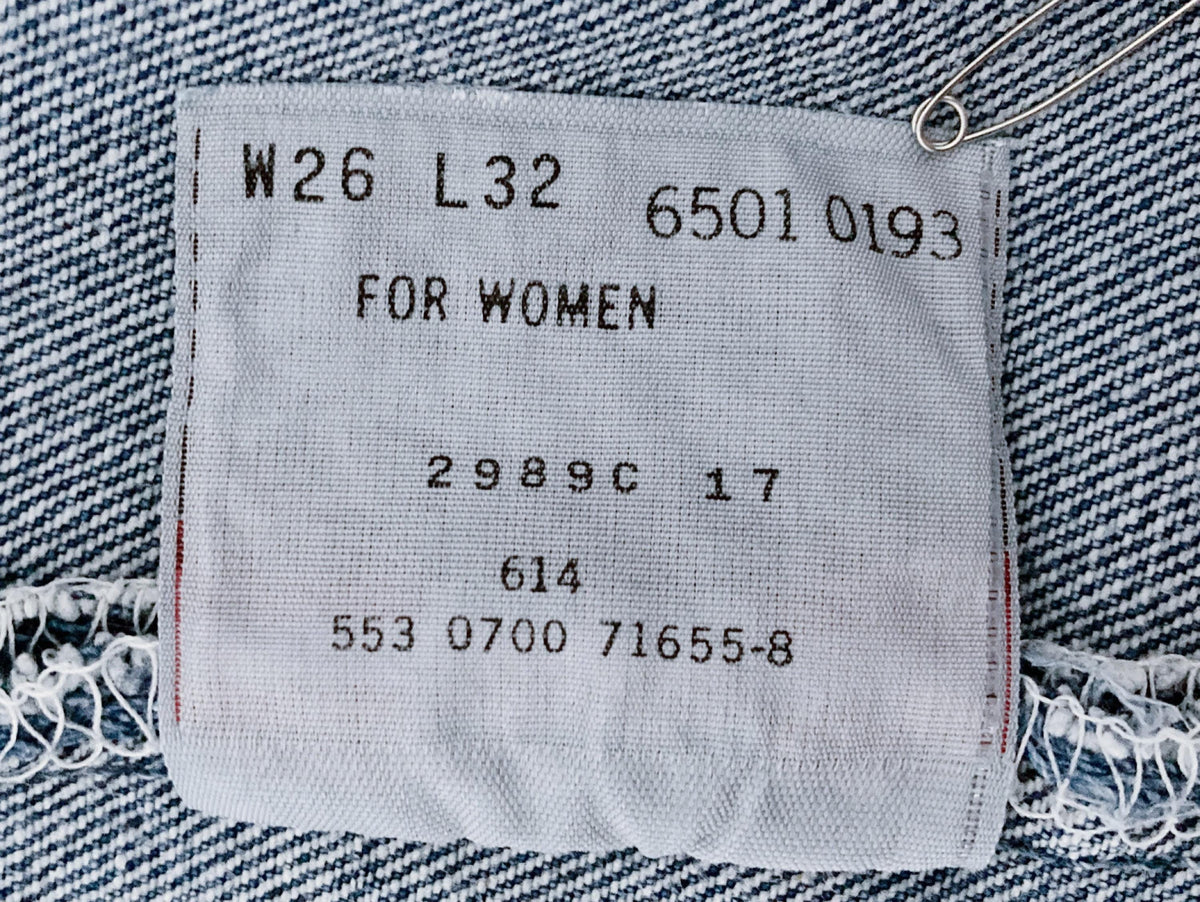 W26 L32 6501 0193
FOR WOMEN
2989C 17
614
553 0700 71655-8